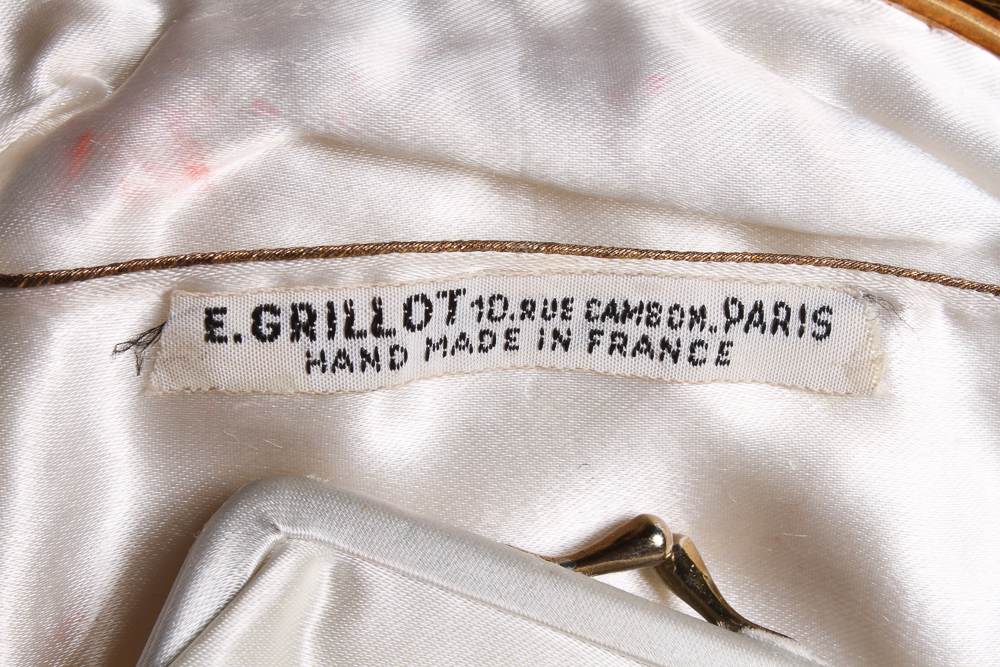 E.GRILLOT 10.RUE CAMBON.PARIS
HAND MADE IN FRANCE